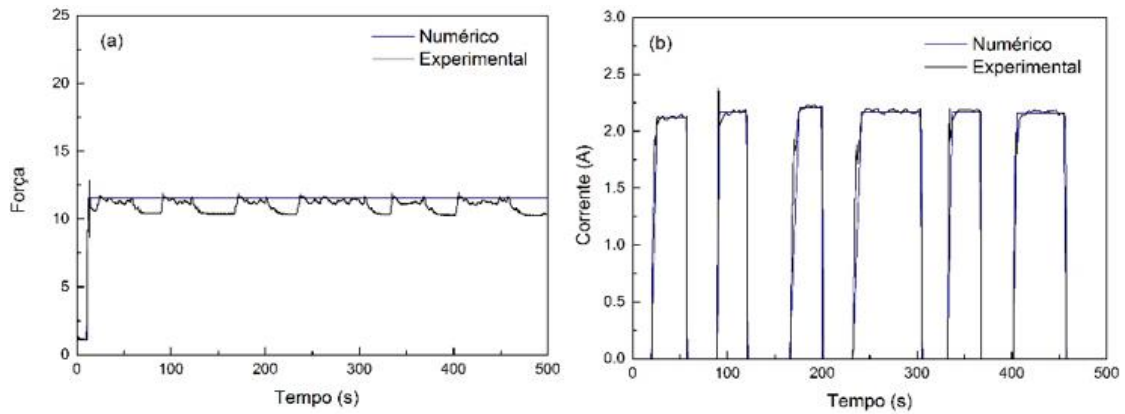 (a)
Numérico
Experimental
25
20
15
10
5
0
Força
0 100 200 300 400 500
Tempo (s)
(b)
Numérico
Experimental
3.0
2.5
2.0
1.5
1.0
0.5
0.0
Corrente (A)
0 100 200 300 400 500
Tempo (s)